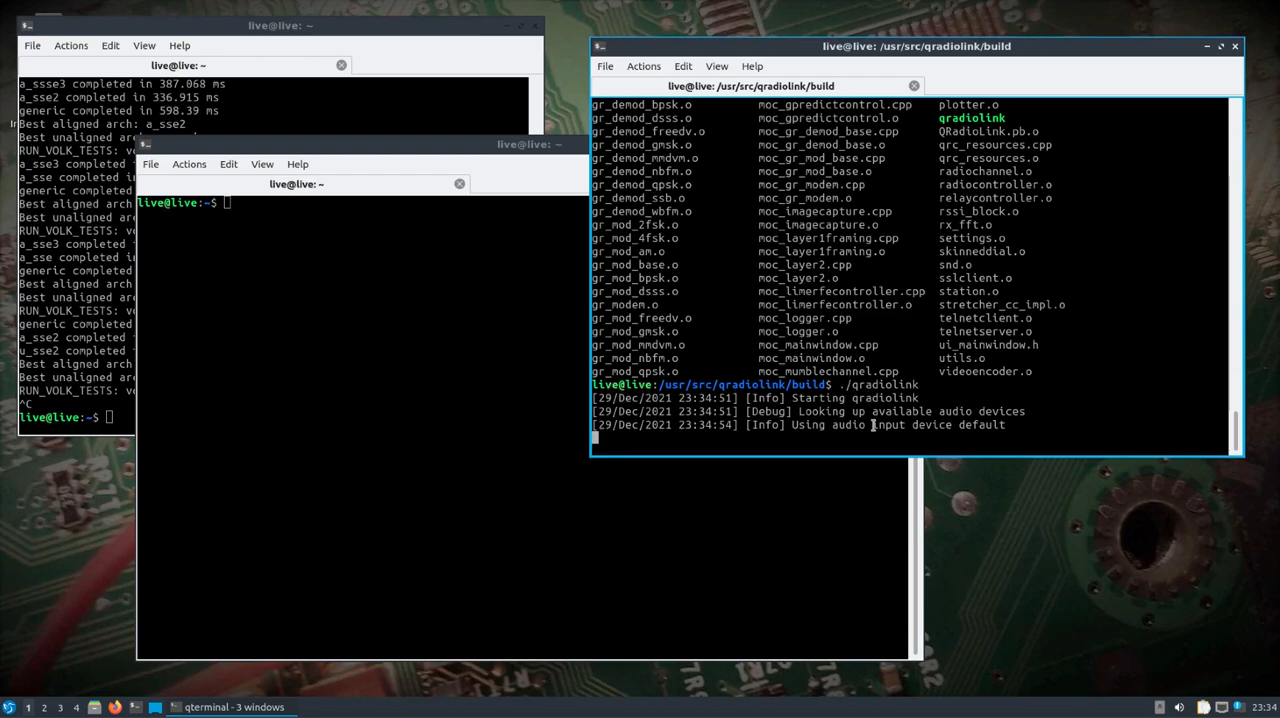 live@live: ~
File Actions Edit View Help
live@live: ~
a_ssse3 completed in 387.068 ms
a_sse2 completed in 336.915 ms
generic completed in 598.39 ms
Best aligned arch: a_sse2
Best unaligned arc
RUN_VOLK_TESTS: vo
a_sse3 completed
a_sse completed i
generic completed
Best aligned arch
Best unaligned ar
RUN_VOLK_TESTS: v
a_sse3 completed
a_sse completed
generic completed
Best aligned arch
Best unaligned arc
RUN_VOLK_TESTS: v
generic completed
a_sse2 completed
u_sse2 completed
Best aligned arch
Best unaligned ar
RUN_VOLK_TESTS: v
^C
live@live:~$
live@live: ~
File Actions Edit View Help
live@live: ~
live@live:~$
live@live: /usr/src/qradiolink/build
File Actions Edit View Help
live@live: /usr/src/qradiolink/build
gr_demod_bpsk.o moc_gpredictcontrol.cpp plotter.o
gr_demod_dsss.o moc_gpredictcontrol.o qradiolink
gr_demod_freedv.o moc_gr_demod_base.cpp QRadioLink.pb.o
gr_demod_gmsk.o moc_gr_demod_base.o qrc_resources.cpp
gr_demod_mmdvm.o moc_gr_mod_base.cpp qrc_resources.o
gr_demod_nbfm.o moc_gr_mod_base.o radiochannel.o
gr_demod_qpsk.o moc_gr_modem.cpp radiocontroller.o
gr_demod_ssb.o moc_gr_modem.o relaycontroller.o
gr_demod_wbfm.o moc_imagecapture.cpp rssi_block.o
gr_mod_2fsk.o moc_imagecapture.o rx_fft.o
gr_mod_4fsk.o moc_layer1framing.cpp settings.o
gr_mod_am.o moc_layer1framing.o skinneddial.o
gr_mod_base.o moc_layer2.cpp snd.o
gr_mod_bpsk.o moc_layer2.o sslclient.o
gr_mod_dsss.o moc_limerfecontroller.cpp station.o
gr_modem.o moc_limerfecontroller.o stretcher_cc_impl.o
gr_mod_freedv.o moc_logger.cpp telnetclient.o
gr_mod_gmsk.o moc_logger.o telnetserver.o
gr_mod_mmdvm.o moc_mainwindow.cpp ui_mainwindow.h
gr_mod_nbfm.o moc_mainwindow.o utils.o
gr_mod_qpsk.o moc_mumblechannel.cpp videoencoder.o
live@live:/usr/src/qradiolink/build$ ./qradiolink
[29/Dec/2021 23:34:51] [Info] Starting qradiolink
[29/Dec/2021 23:34:51] [Debug] Looking up available audio devices
[29/Dec/2021 23:34:54] [Info] Using audio input device default
1 2 3 4 qterminal - 3 windows 23:34